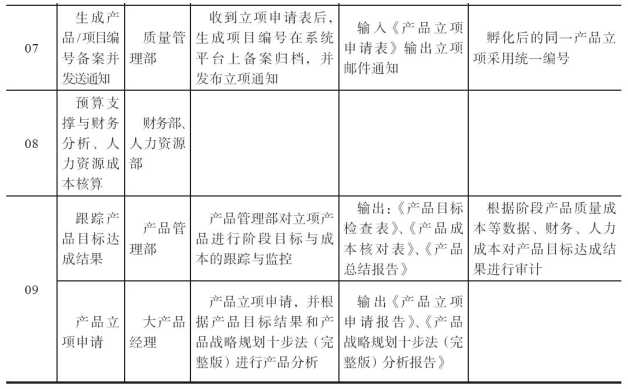 07
生成产
品/项目编
号备案并
发送通知
质量管
理部
收到立项申请表后，
生成项目编号在系统
平台上备案归档，并
发布立项通知
输入《产品立项
申请表》输出立项
邮件通知
孵化后的同一产品立
项采用统一编号
08
预算支
撑与财务
分析、人
力资源成
本核算
财务部、
人力资源
部
09
跟踪产
品目标达
成结果
产品管
理部
产品管理部对立项产
品进行阶段目标与成
本的跟踪与监控
输出：《产品目标
检查表》、《产品成
本核对表》、《产品
总结报告》
根据阶段产品质量成
本等数据、财务、人力
成本对产品目标达成结
果进行审计
产品立
项申请
大产品
经理
产品立项申请，并根
据产品目标结果和产
品战略规划十步法（完
整版）进行产品分析
输出《产品立项
申请报告》、《产品
战略规划十步法（完
整版）分析报告》